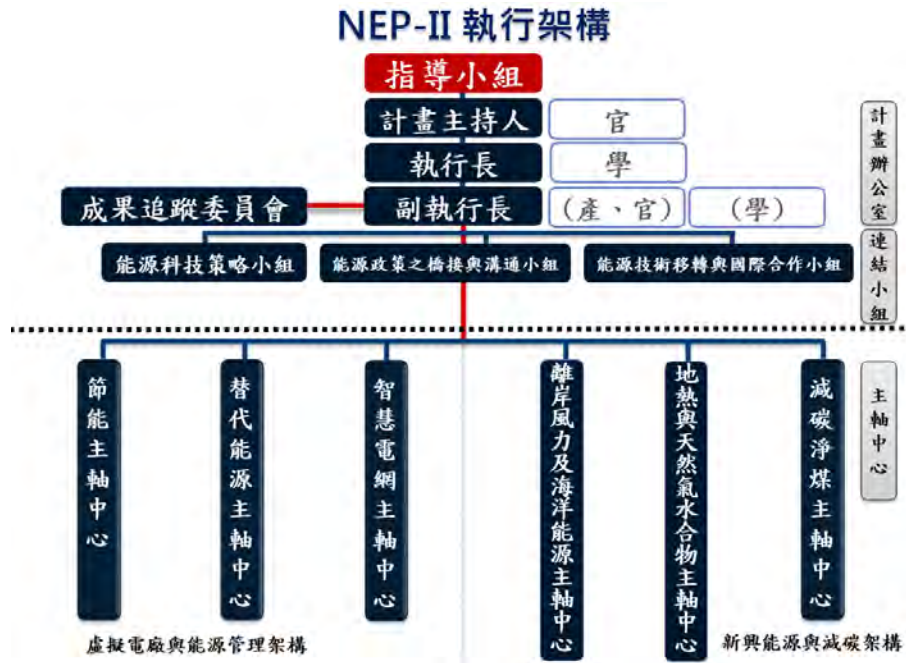 NEP-II 執行架構
指導小組
計畫主持人
官
執行長
學
成果追蹤委員會
副執行長
(產、官)
(學)
計畫辦公室
能源科技策略小組
能源政策之橋接與溝通小組
能源技術移轉與國際合作小組
連結小組
節能主軸中心
替代能源主軸中心
智慧電網主軸中心
離岸風力及海洋能源主軸中心
地熱與天然氣水合物主軸中心
減碳淨煤主軸中心
主軸中心
虛擬電廠與能源管理架構
新興能源與減碳架構